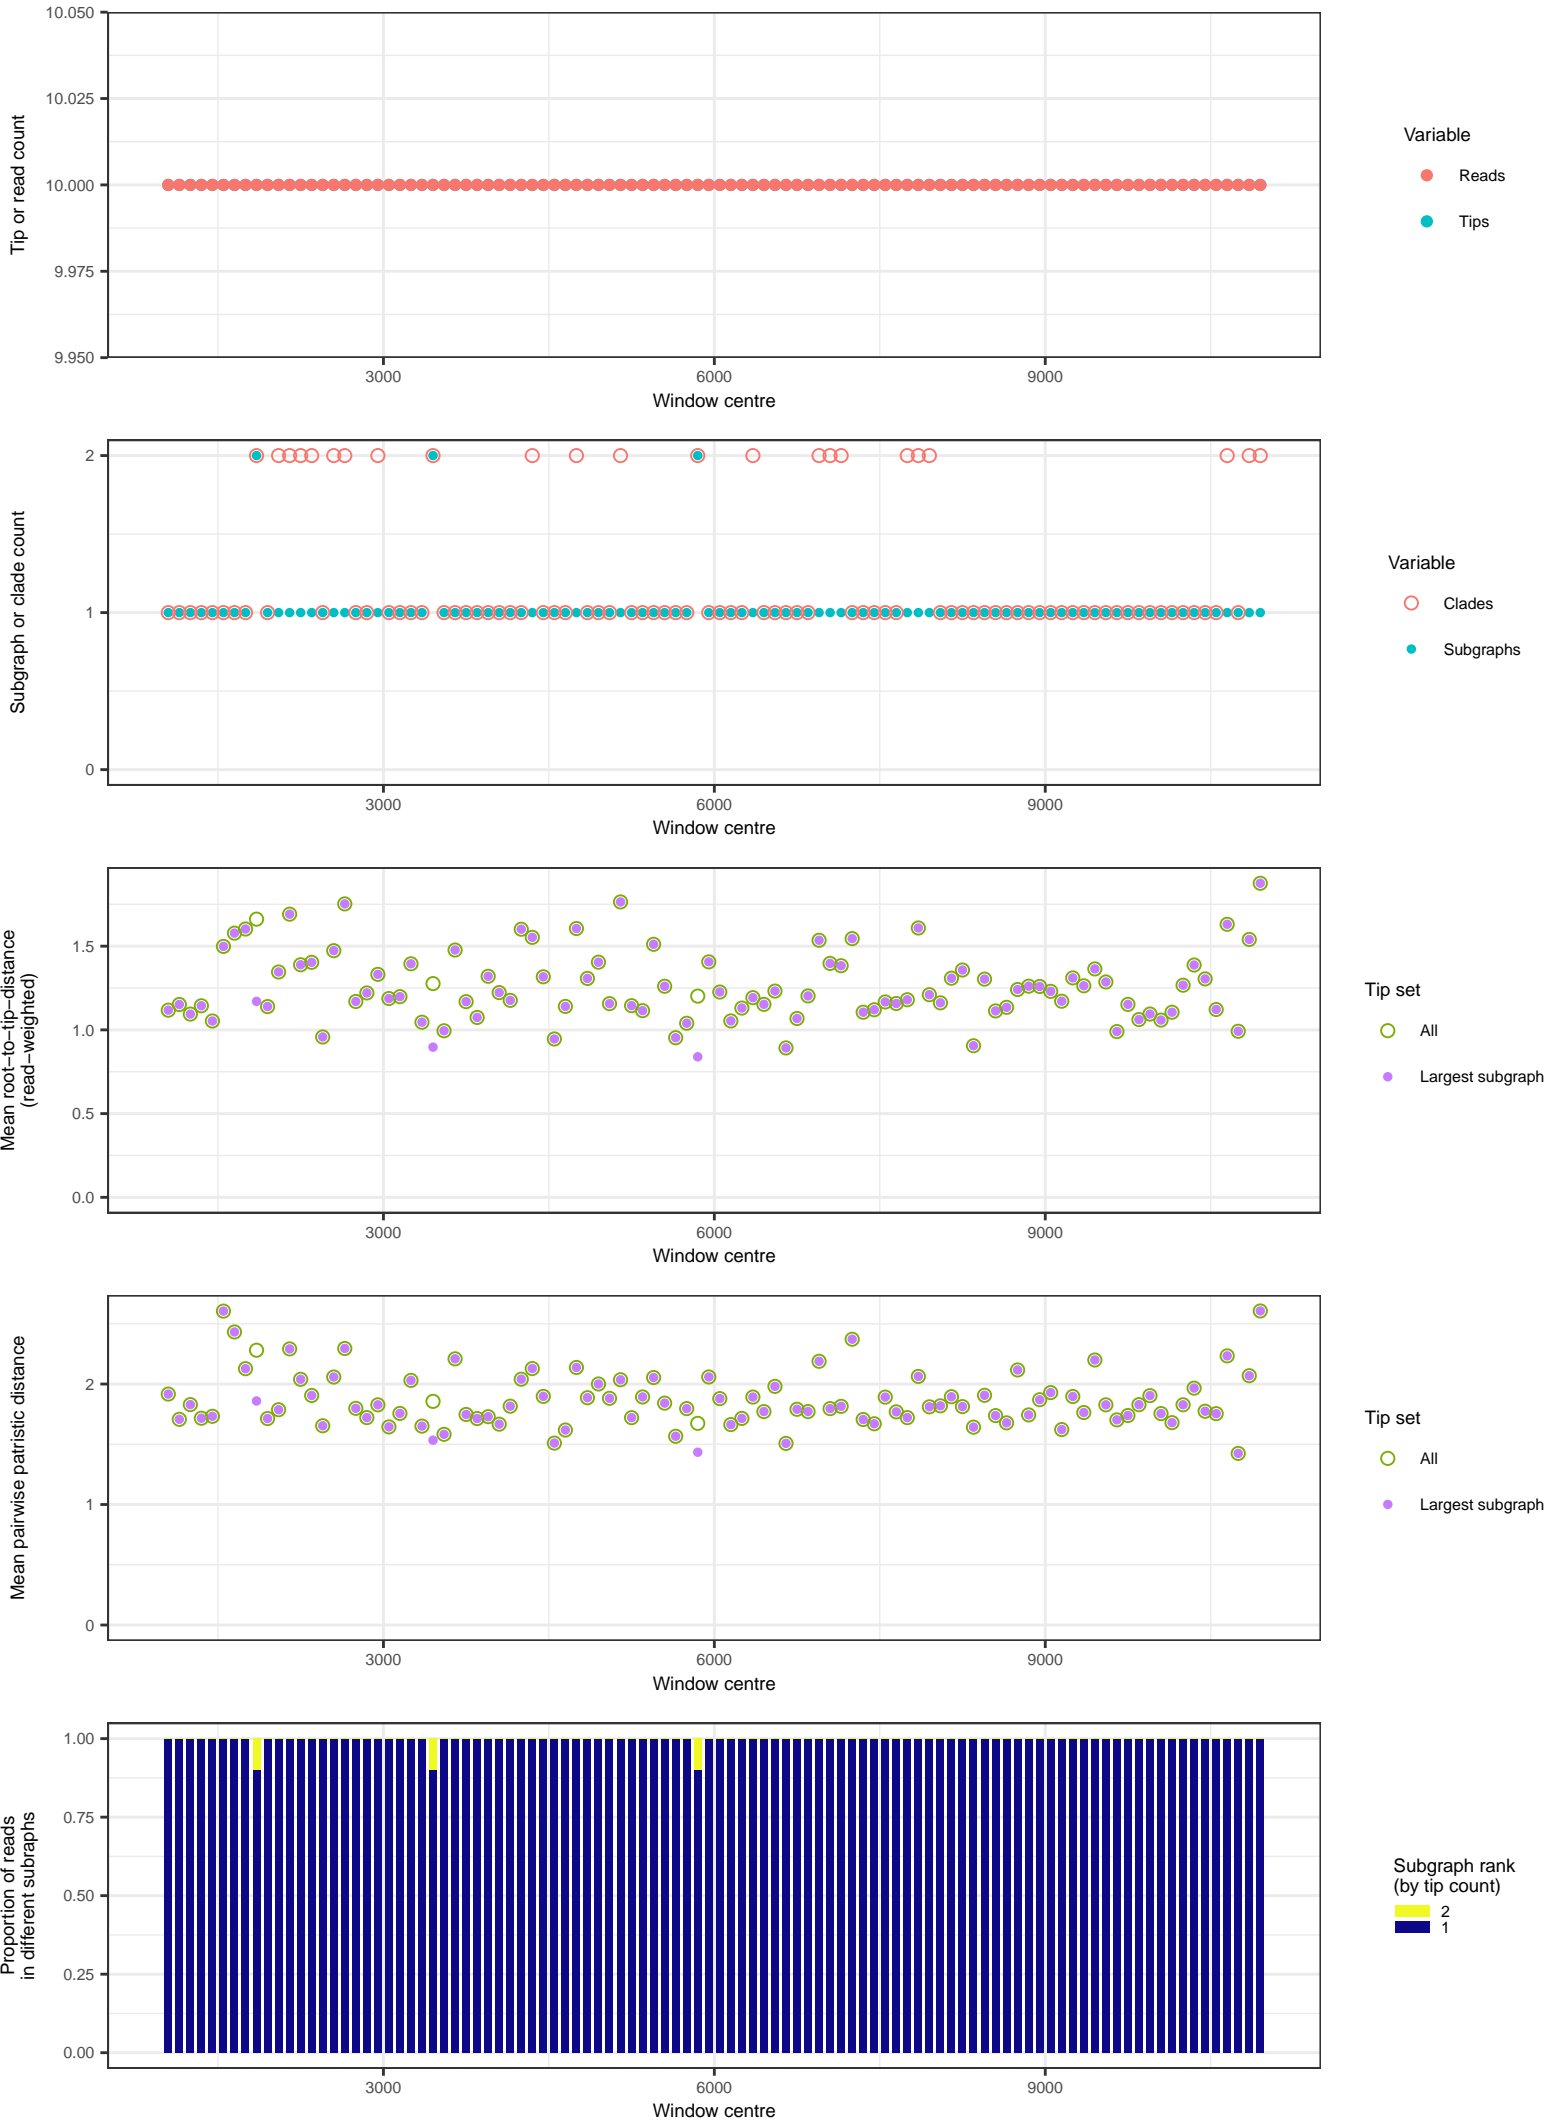 10.050
10.025
10.000
9.975
9.950
Tip or read count
3000
6000
9000
Window centre
Variable
Reads
Tips
2
1
0
Subgraph or clade count
3000
6000
9000
Window centre
Variable
Clades
Subgraphs
1.5
1.0
0.5
0.0
Mean root−to−tip−distance
(read−weighted)
3000
6000
9000
Window centre
Tip set
All
Largest subgraph
2
1
0
Mean pairwise patristic distance
3000
6000
9000
Window centre
Tip set
All
Largest subgraph
1.00
0.75
0.50
0.25
0.00
Proportion of reads
in different subraphs
3000
6000
9000
Window centre
Subgraph rank
(by tip count)
2
1